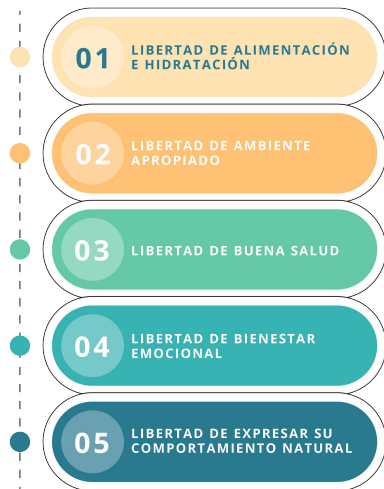 01
LIBERTAD DE ALIMENTACIÓN
E HIDRATACIÓN
02
LIBERTAD DE AMBIENTE
APROPIADO
03
LIBERTAD DE BUENA SALUD
04
LIBERTAD DE BIENESTAR
EMOCIONAL
05
LIBERTAD DE EXPRESAR SU
COMPORTAMIENTO NATURAL